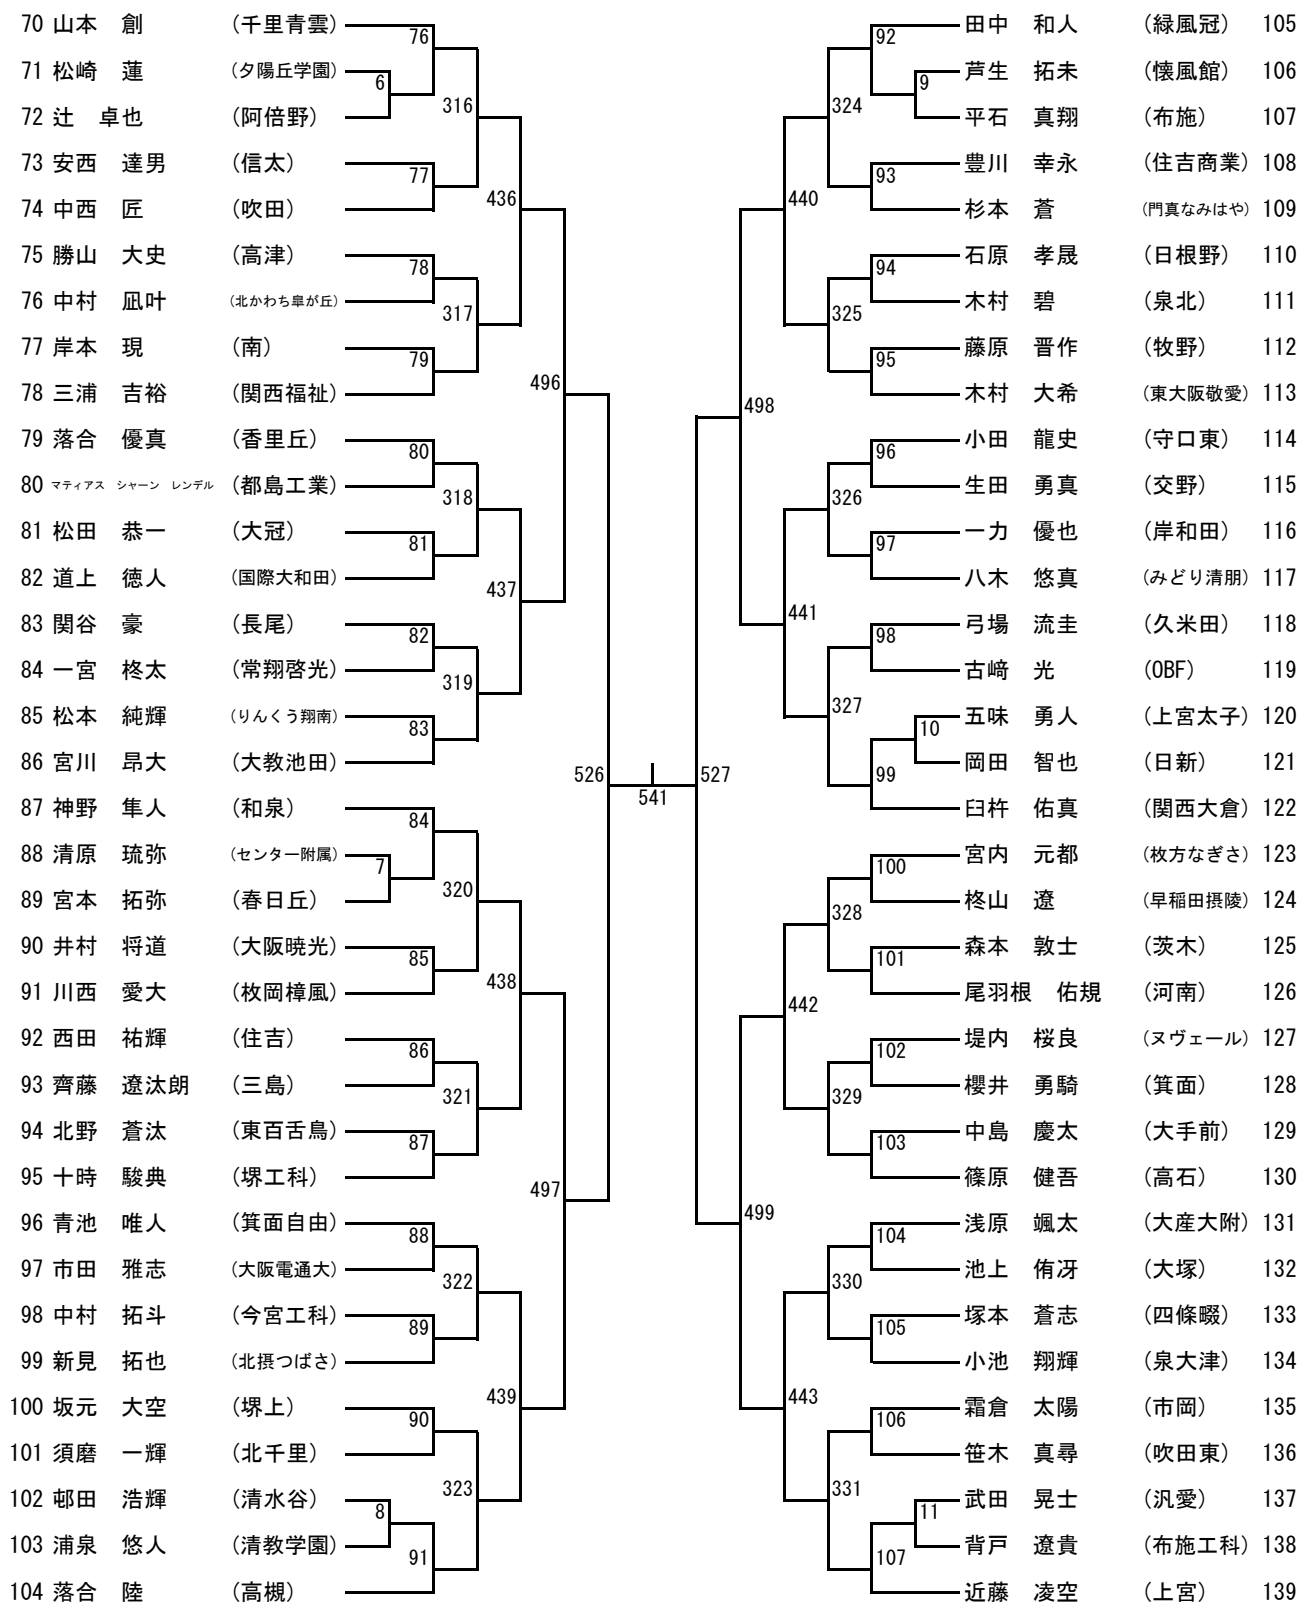 70 山本 創 (千里青雲) 76 92 田中 和人 (緑風冠) 105
71 松崎 蓮 (夕陽丘学園) 6 9 芦生 拓未 (懐風館) 106
316 324
72 辻 卓也 (阿倍野) 平石 真翔 (布施) 107
73 安西 達男 (信太) 77 93 豊川 幸永 (住吉商業) 108
436 440
74 中西 匠 (吹田) 杉本 蒼 (門真なみはや) 109
75 勝山 大史 (高津) 78 94 石原 孝晟 (日根野) 110
76 中村 凪叶 (北かわち皐が丘) 木村 碧 (泉北) 111
317 325
77 岸本 現 (南) 79 95 藤原 晋作 (牧野) 112
496
78 三浦 吉裕 (関西福祉) 木村 大希 (東大阪敬愛) 113
498
79 落合 優真 (香里丘) 80 96 小田 龍史 (守口東) 114
80 マティアス シャーン レンデル (都島工業) 生田 勇真 (交野) 115
318 326
81 松田 恭一 (大冠) 81 97 一力 優也 (岸和田) 116
82 道上 徳人 (国際大和田) 八木 悠真 (みどり清朋) 117
437 441
83 関谷 豪 (長尾) 82 98 弓場 流圭 (久米田) 118
84 一宮 柊太 (常翔啓光) 古﨑 光 (OBF) 119
319 327
85 松本 純輝 (りんくう翔南) 83 10 五味 勇人 (上宮太子) 120
86 宮川 昂大 (大教池田) 526 527 99 岡田 智也 (日新) 121
541
87 神野 隼人 (和泉) 84 臼杵 佑真 (関西大倉) 122
88 清原 琉弥 (センター附属) 7 100 宮内 元都 (枚方なぎさ) 123
320
89 宮本 拓弥 (春日丘) 柊山 遼 (早稲田摂陵) 124
328
90 井村 将道 (大阪暁光) 85 101 森本 敦士 (茨木) 125
438
91 川西 愛大 (枚岡樟風) 尾羽根 佑規 (河南) 126
442
92 西田 祐輝 (住吉) 86 102 堤内 桜良 (ヌヴェール) 127
93 齊藤 遼汰朗 (三島) 櫻井 勇騎 (箕面) 128
321 329
94 北野 蒼汰 (東百舌鳥) 87 103 中島 慶太 (大手前) 129
95 十時 駿典 (堺工科) 497 篠原 健吾 (高石) 130
499
96 青池 唯人 (箕面自由) 88 104 浅原 颯太 (大産大附) 131
97 市田 雅志 (大阪電通大) 池上 侑冴 (大塚) 132
322 330
98 中村 拓斗 (今宮工科) 89 105 塚本 蒼志 (四條畷) 133
99 新見 拓也 (北摂つばさ) 小池 翔輝 (泉大津) 134
439 443
100 坂元 大空 (堺上) 90 106 霜倉 太陽 (市岡) 135
101 須磨 一輝 (北千里) 笹木 真尋 (吹田東) 136
323 331
102 邨田 浩輝 (清水谷) 8 11 武田 晃士 (汎愛) 137
103 浦泉 悠人 (清教学園) 91 107 背戸 遼貴 (布施工科) 138
104 落合 陸 (高槻) 近藤 凌空 (上宮) 139